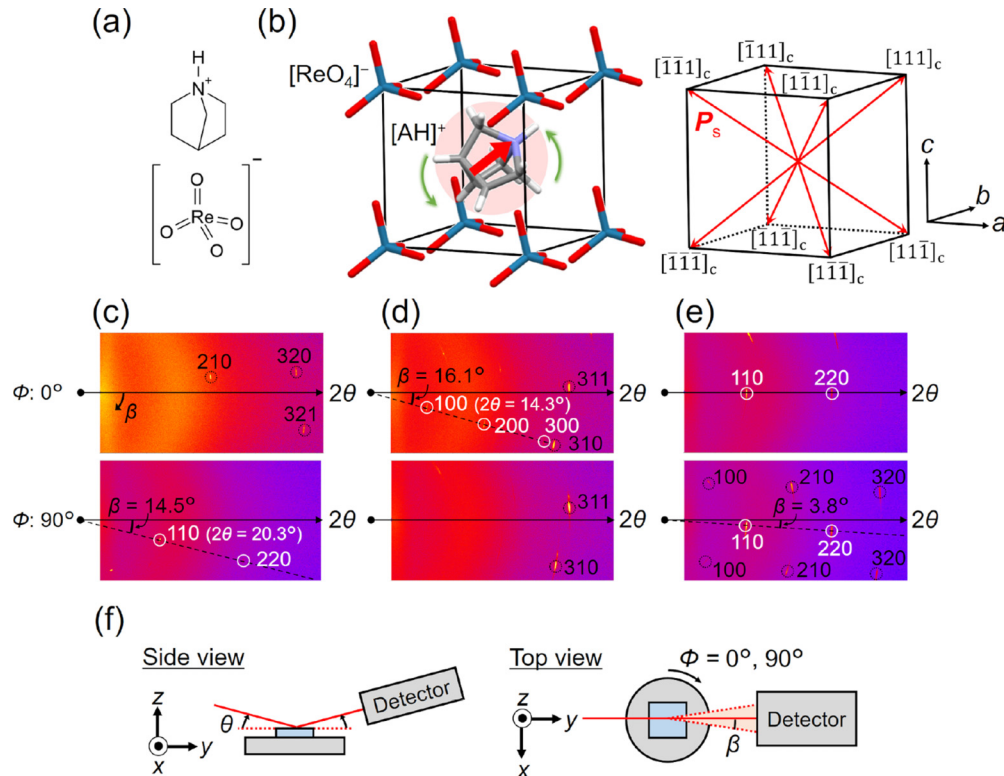 (a)
H
N+
[
O
O Re O
O
]−
(b)
[ReO₄]⁻
[AH]⁺
[1̅11]c
[111]c
[1̅1̅1]c
[11̅1]c
Ps
[1̅11̅]c
[1̅1̅1̅]c
[11̅1̅]c
[111̅]c
c
b
a
(c)
210
320
β
321
2θ
Φ: 0°
β = 14.5°
110 (2θ = 20.3°)
220
2θ
Φ: 90°
(d)
311
β = 16.1°
100 (2θ = 14.3°)
200 300
310
2θ
311
310
2θ
(e)
110 220
2θ
100 210 320
β = 3.8°
110 220
100 210 320
2θ
(f)
Side view
z
y
x
θ
Detector
Top view
z
y
x
Φ = 0°, 90°
β
Detector